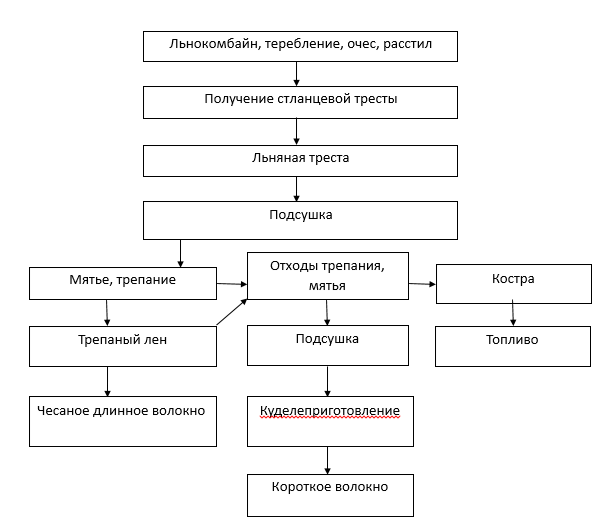 Льнокомбайн, теребление, очес, расстил
Получение стланцевой тресты
Льняная треста
Подсушка
Мятье, трепание
Отходы трепания,
мятья
Костра
Трепаный лен
Подсушка
Топливо
Чесаное длинное волокно
Куделеприготовление
Короткое волокно